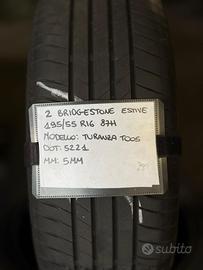 2 BRIDGESTONE ESTIVE
195/55 R16 87H
MODELLO: TURANZA T005
DOT: 5221
MM: 5MM
subito